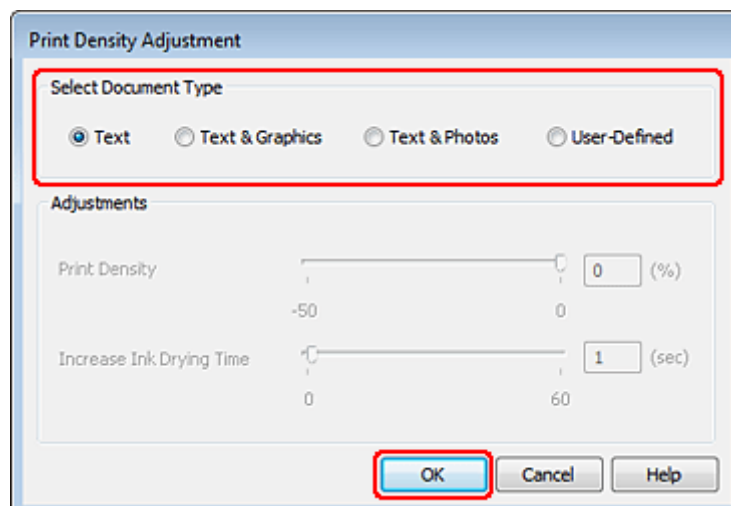 Print Density Adjustment
Select Document Type
Text Text & Graphics Text & Photos User-Defined
Adjustments
Print Density 0 (%)
-50 0
Increase Ink Drying Time 1 (sec)
0 60
OK Cancel Help